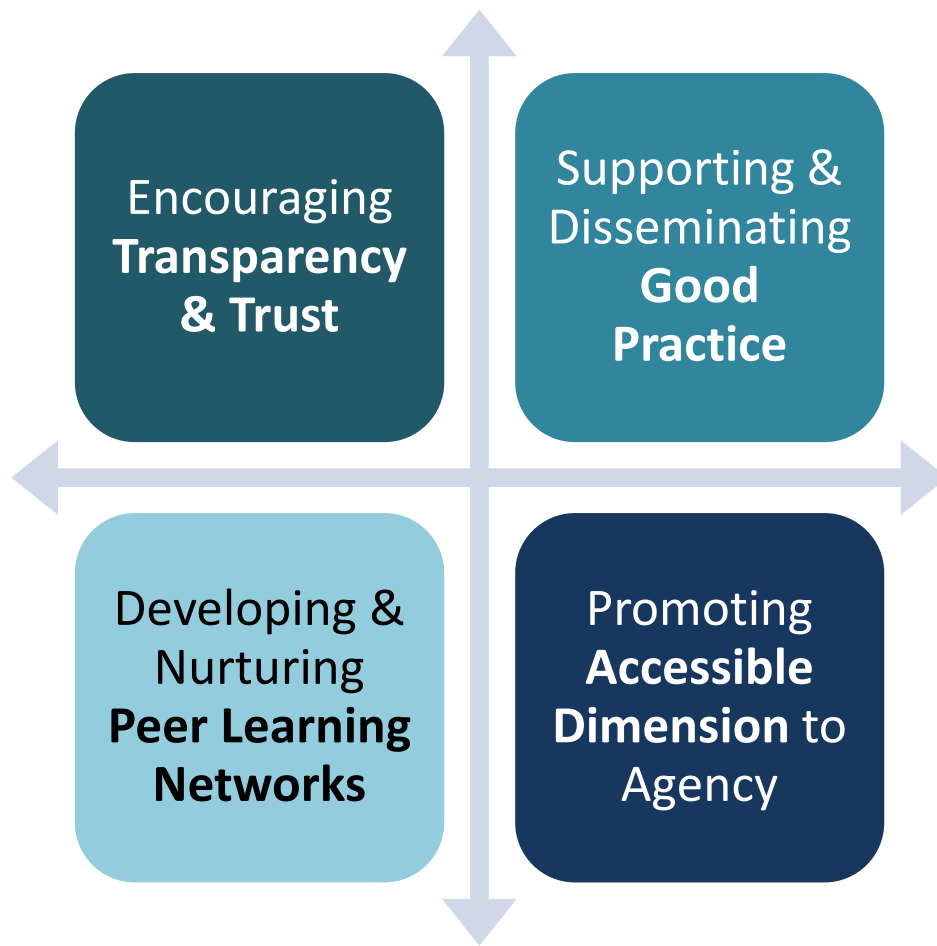 Encouraging
Transparency
& Trust
Supporting &
Disseminating
Good
Practice
Developing &
Nurturing
Peer Learning
Networks
Promoting
Accessible
Dimension to
Agency